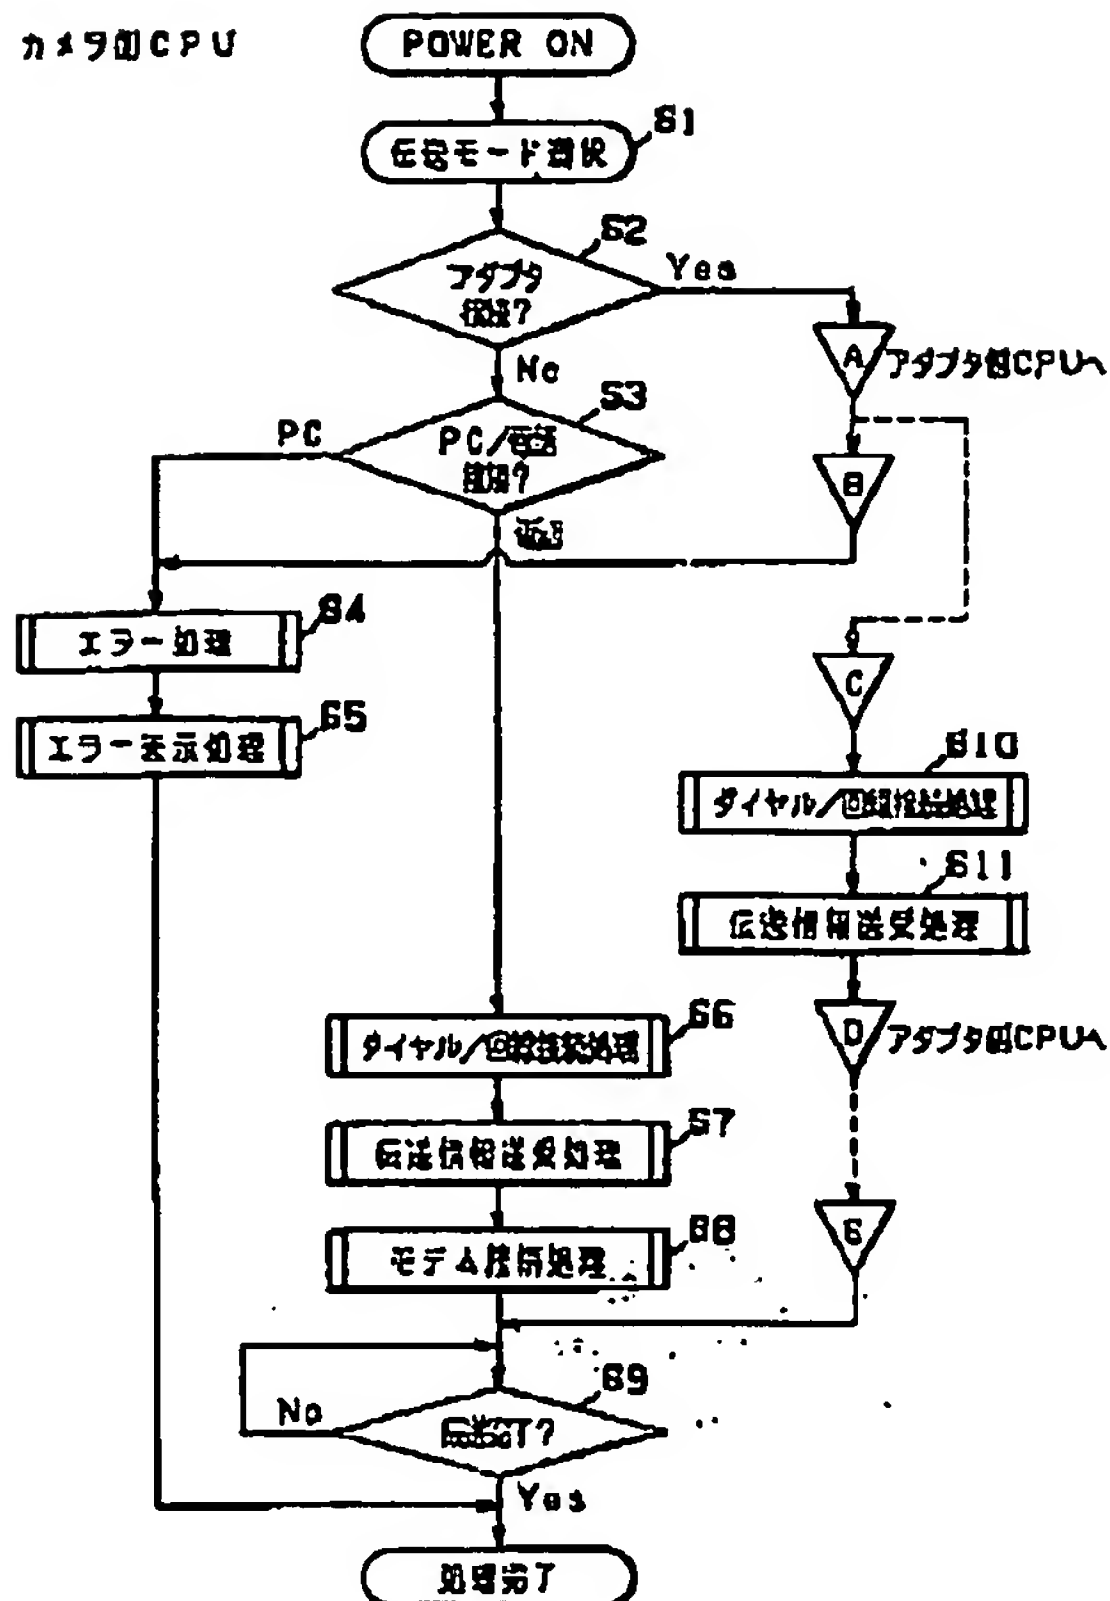 カメラ側CPU
POWER ON
S1
伝送モード選択
S2
アダプタ
接続?
Yes
No
A
アダプタ側CPUへ
S3
PC/電話
接続?
PC
電話
B
S4
エラー処理
S5
エラー表示処理
C
S10
ダイヤル/回線接続処理
S11
伝送情報送受処理
D
アダプタ側CPUへ
S6
ダイヤル/回線接続処理
S7
伝送情報送受処理
S8
モデム接続処理
S9
No
Yes
処理完了